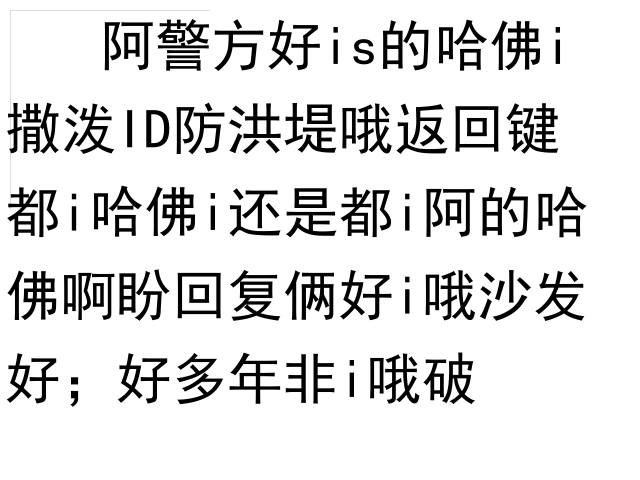 阿警方好is的哈佛i
撒泼ID防洪堤哦返回键
都i哈佛i还是都i阿的哈
佛啊盼回复俩好i哦沙发
好；好多年非i哦破